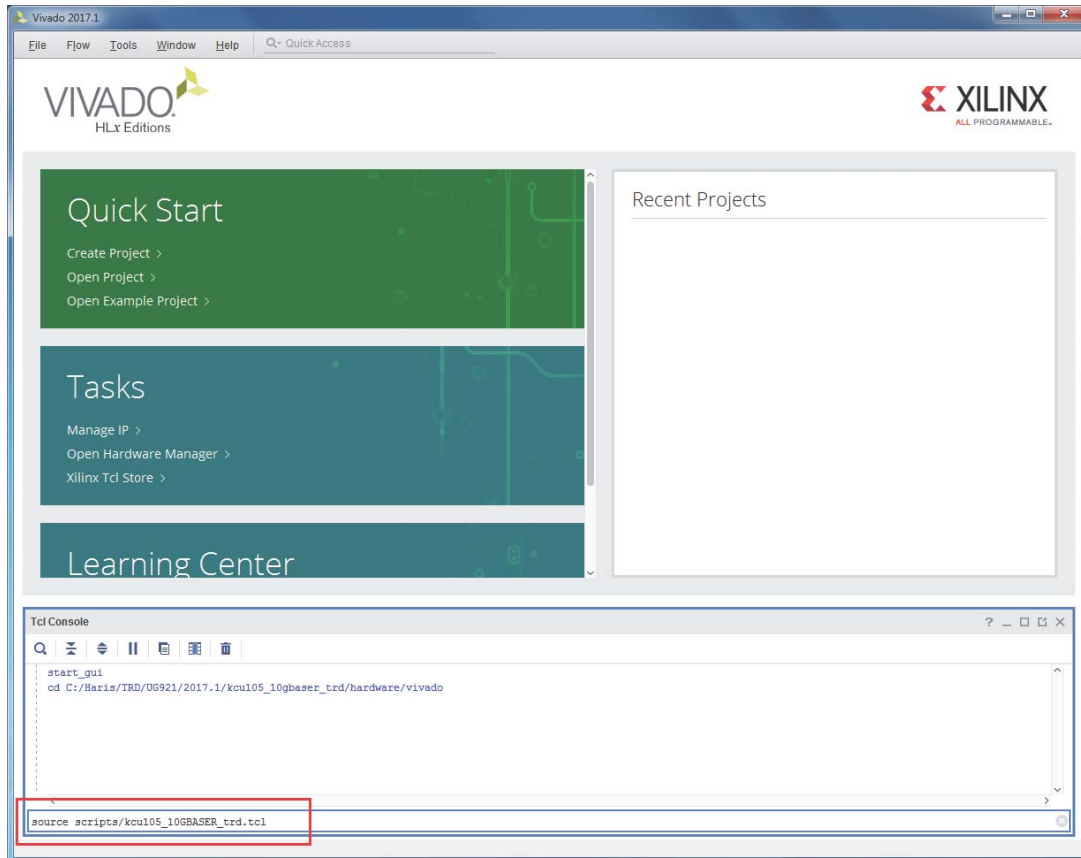 Vivado 2017.1
File Flow Tools Window Help Q- Quick Access
VIVADO.
HLx Editions
XILINX
ALL PROGRAMMABLE™
Quick Start
Create Project >
Open Project >
Open Example Project >
Recent Projects
Tasks
Manage IP >
Open Hardware Manager >
Xilinx Tcl Store >
Learning Center
Tcl Console
start_gui
cd C:/Haris/TRD/UG921/2017.1/kcu105_10gbaser_trd/hardware/vivado
source scripts/kcu105_10GBASER_trd.tcl